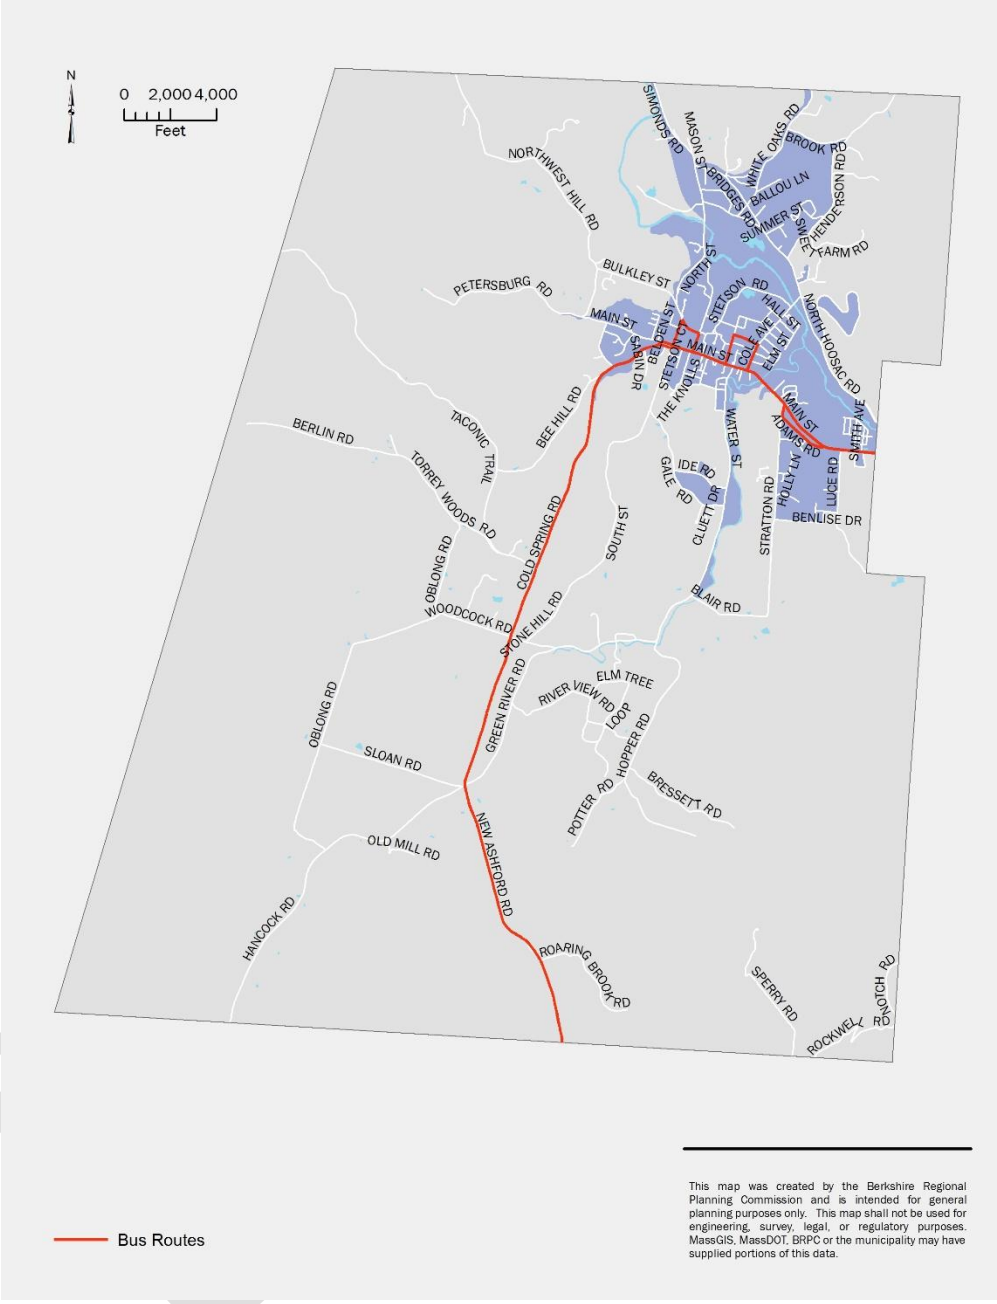 N
0 2,000 4,000
Feet
SIMONDS RD
MASON ST
WHITE OAKS RD
BROOK RD
NORTHWEST HILL RD
BRIDGES RD
BALLOU LN
HENDERSON RD
SUMMER ST
SWEET FARM RD
BULKLEY ST
NORTH ST
PETERSBURG RD
STETSON RD
HALL ST
NORTH HOOSAC RD
MAIN ST
BELDEN ST
SABIN DR
STETSON CT
MAIN ST
COLE AVE
ELM ST
THE KNOLLS
BEE HILL RD
MAIN ST
ADAMS RD
SMITH AVE
WATER ST
BERLIN RD
TACONIC TRAIL
TORREY WOODS RD
GALE RD
IDE RD
CLUETT DR
HOLLY LN
LUCE RD
STRATTON RD
BENLISE DR
COLD SPRING RD
SOUTH ST
OBLONG RD
WOODCOCK RD
STONE HILL RD
BLAIR RD
GREEN RIVER RD
ELM TREE LOOP
RIVER VIEW RD
OBLONG RD
HOPPER RD
SLOAN RD
POTTER RD
BRESSETT RD
OLD MILL RD
NEW ASHFORD RD
HANCOCK RD
ROARING BROOK RD
SPERRY RD
NOTCH RD
ROCKWELL RD
Bus Routes
This map was created by the Berkshire Regional
Planning Commission and is intended for general
planning purposes only. This map shall not be used for
engineering, survey, legal, or regulatory purposes.
MassGIS, MassDOT, BRPC or the municipality may have
supplied portions of this data.